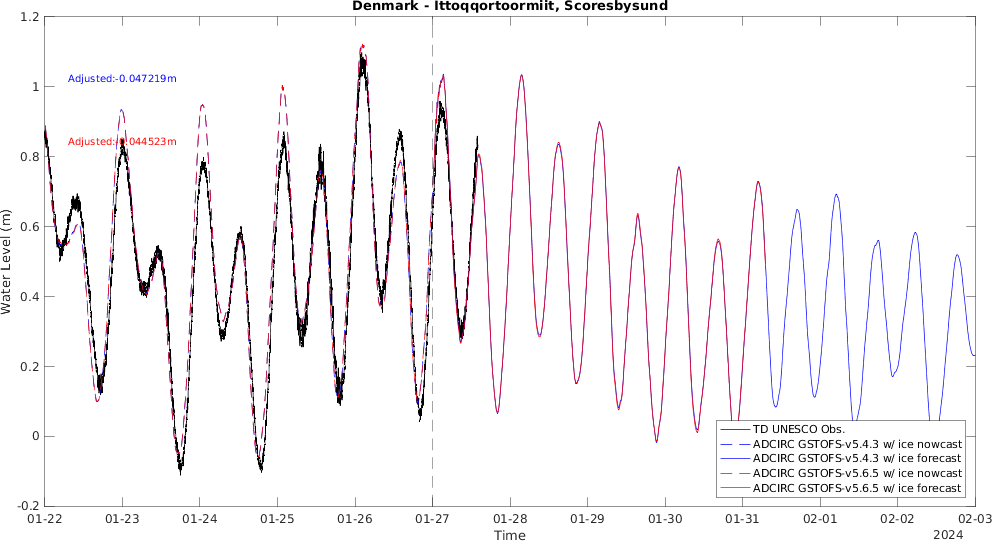 Denmark - Ittoqqortoormiit, Scoresbysund
1.2
1
0.8
0.6
0.4
0.2
0
-0.2
Water Level (m)
Adjusted:-0.047219m
Adjusted:-0.044523m
TD UNESCO Obs.
ADCIRC GSTOFS-v5.4.3 w/ ice nowcast
ADCIRC GSTOFS-v5.4.3 w/ ice forecast
ADCIRC GSTOFS-v5.6.5 w/ ice nowcast
ADCIRC GSTOFS-v5.6.5 w/ ice forecast
01-22 01-23 01-24 01-25 01-26 01-27 01-28 01-29 01-30 01-31 02-01 02-02 02-03
Time
2024